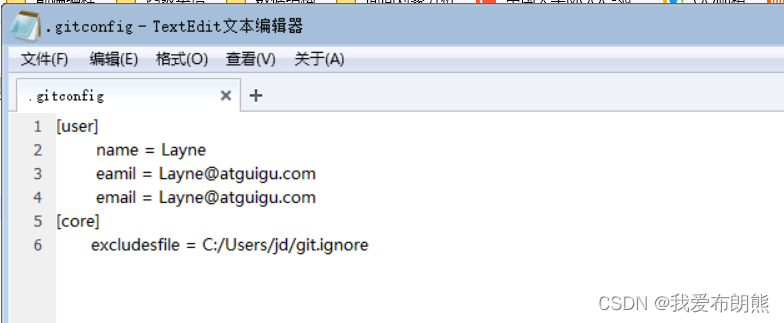 .gitconfig - TextEdit文本编辑器
文件(F) 编辑(E) 格式(O) 查看(V) 关于(A)
.gitconfig × +
1 [user]
2 name = Layne
3 eamil = Layne@atguigu.com
4 email = Layne@atguigu.com
5 [core]
6 excludesfile = C:/Users/jd/git.ignore
CSDN @我爱布朗熊